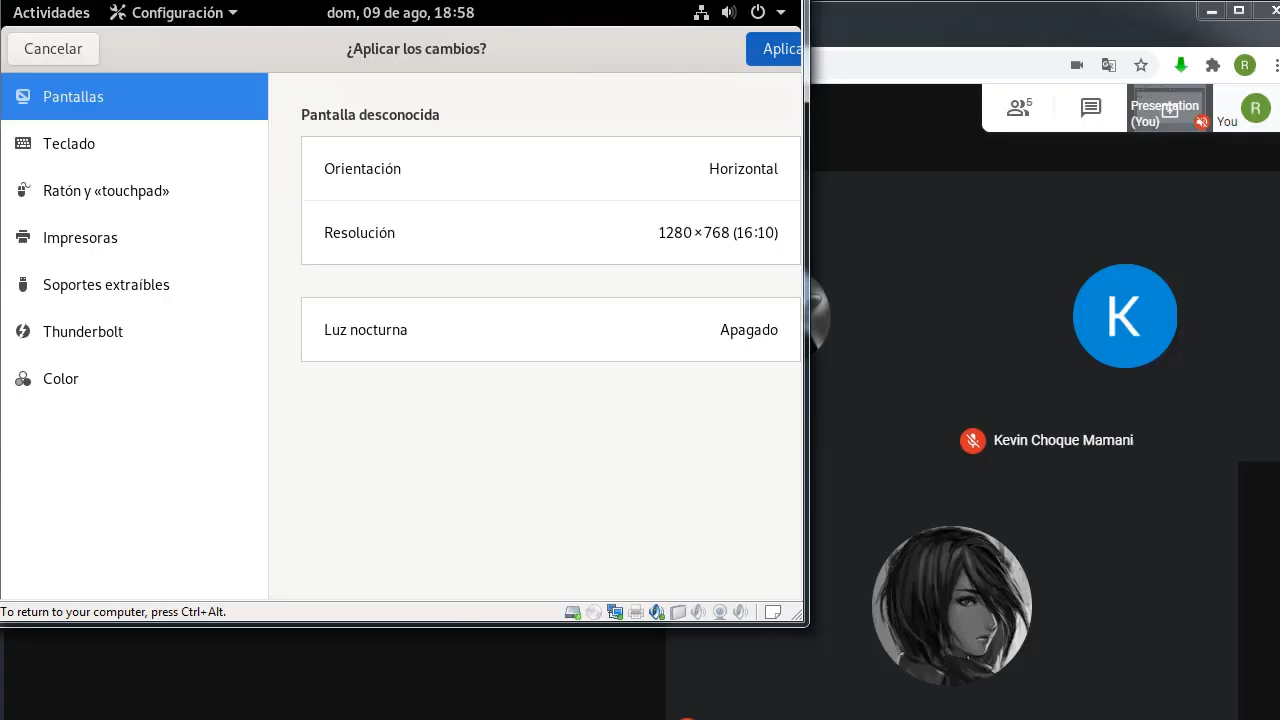 Actividades Configuración dom, 09 de ago, 18:58
Cancelar ¿Aplicar los cambios? Aplica
Pantallas
Teclado
Ratón y «touchpad»
Impresoras
Soportes extraíbles
Thunderbolt
Color
Pantalla desconocida
Orientación Horizontal
Resolución 1280×768 (16:10)
Luz nocturna Apagado
To return to your computer, press Ctrl+Alt.
R
5
Presentation
(You)
You
R
K
Kevin Choque Mamani